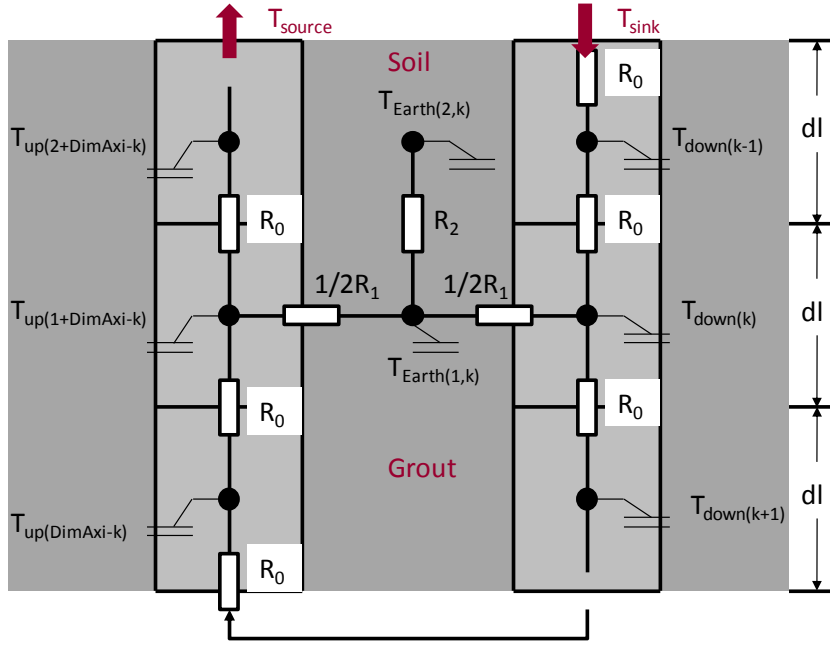 T_source
T_sink
Soil
R_0
T_Earth(2,k)
T_up(2+DimAxi-k)
T_down(k-1)
dl
R_0
R_2
R_0
1/2R_1
1/2R_1
T_up(1+DimAxi-k)
T_down(k)
dl
T_Earth(1,k)
R_0
R_0
Grout
T_up(DimAxi-k)
T_down(k+1)
dl
R_0